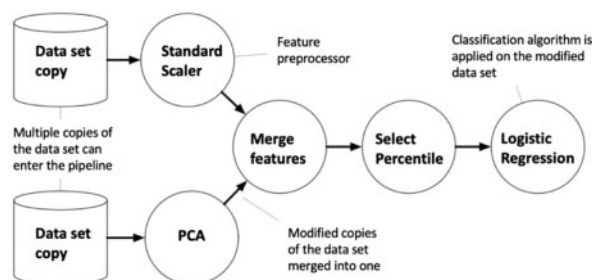 Data set
copy
Standard
Scaler
Feature
preprocessor
Classification algorithm is
applied on the modified
data set
Multiple copies of
the data set can
enter the pipeline
Merge
features
Select
Percentile
Logistic
Regression
Data set
copy
PCA
Modified copies
of the data set
merged into one